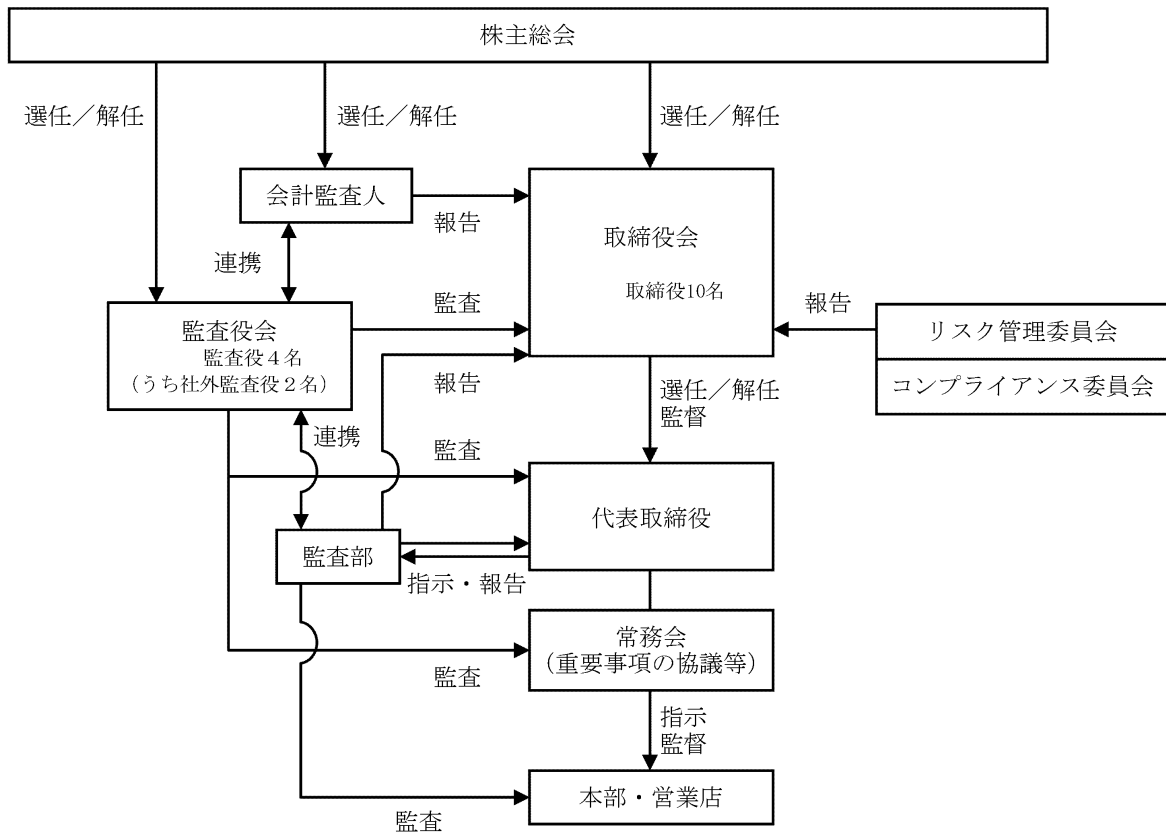 株主総会
選任／解任
選任／解任
選任／解任
会計監査人
報告
取締役会
取締役10名
連携
監査役会
監査役４名
（うち社外監査役２名）
監査
報告
リスク管理委員会
コンプライアンス委員会
報告
選任／解任
監督
連携
監査
代表取締役
監査部
指示・報告
常務会
（重要事項の協議等）
監査
指示
監督
本部・営業店
監査